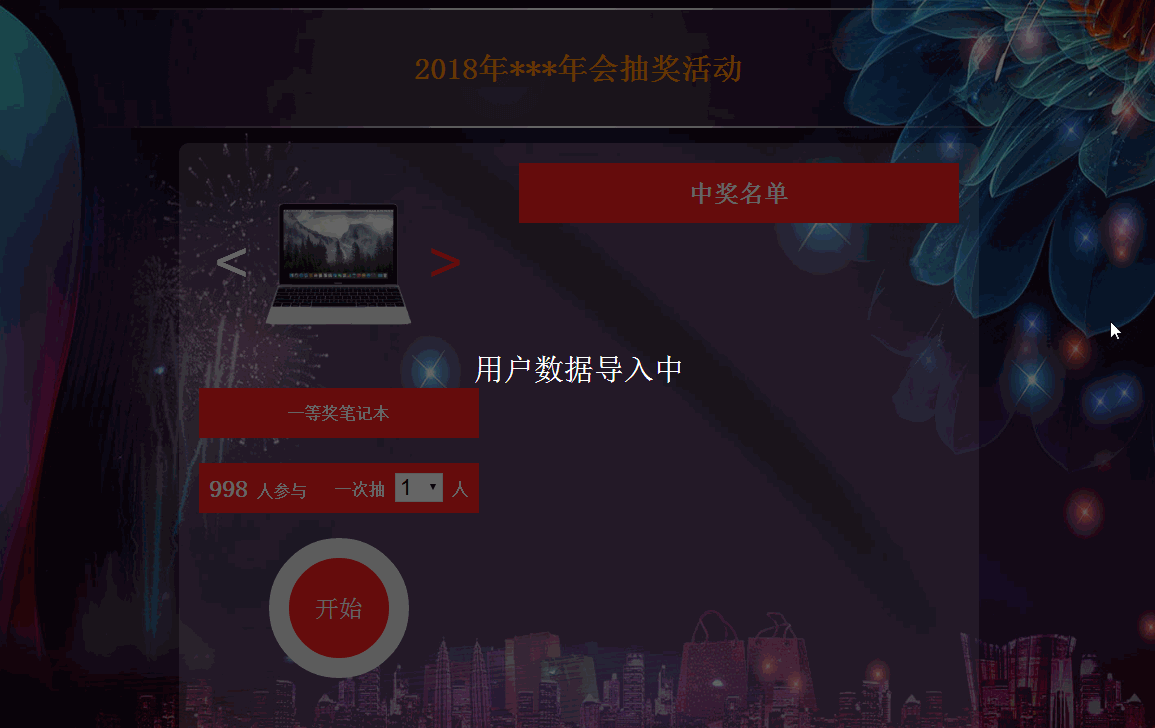 2018年***年会抽奖活动
中奖名单
<
>
用户数据导入中
一等奖笔记本
998 人参与 一次抽 1 人
开始